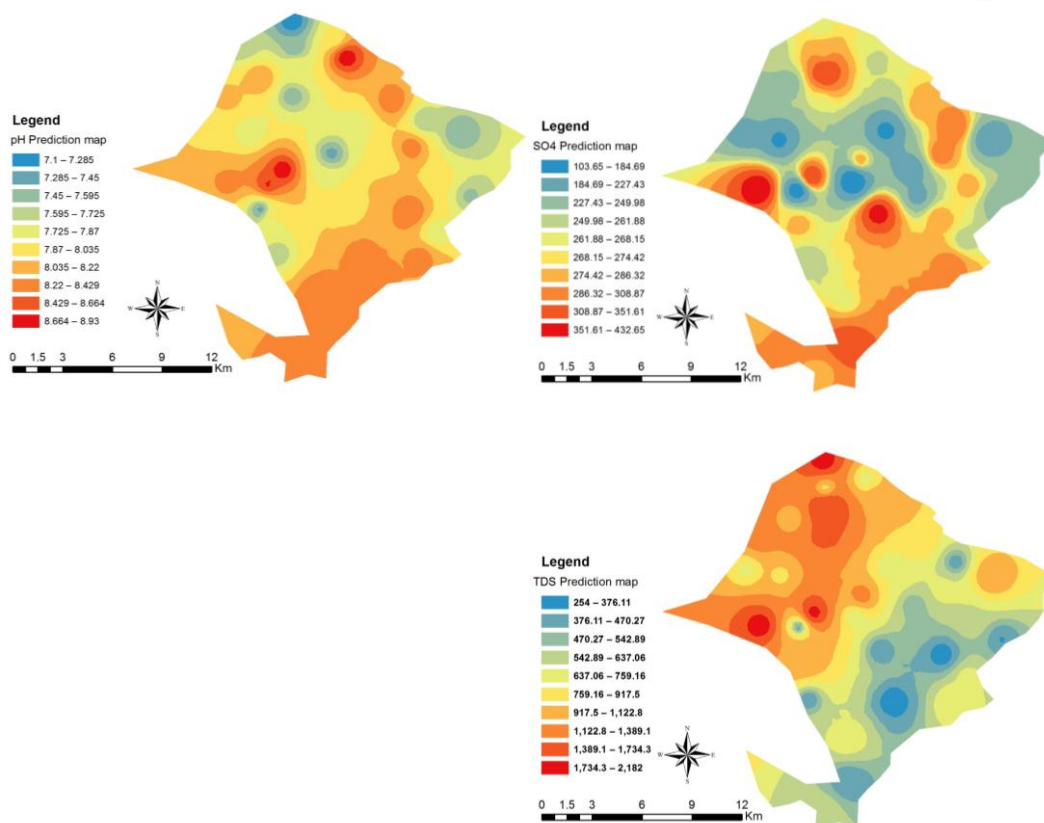 Legend
pH Prediction map
7.1 – 7.285
7.285 – 7.45
7.45 – 7.595
7.595 – 7.725
7.725 – 7.87
7.87 – 8.035
8.035 – 8.22
8.22 – 8.429
8.429 – 8.664
8.664 – 8.93
N
W E
S
0 1.5 3 6 9 12
Km
Legend
SO4 Prediction map
103.65 – 184.69
184.69 – 227.43
227.43 – 249.98
249.98 – 261.88
261.88 – 268.15
268.15 – 274.42
274.42 – 286.32
286.32 – 308.87
308.87 – 351.61
351.61 – 432.65
N
W E
S
0 1.5 3 6 9 12
Km
Legend
TDS Prediction map
254 – 376.11
376.11 – 470.27
470.27 – 542.89
542.89 – 637.06
637.06 – 759.16
759.16 – 917.5
917.5 – 1,122.8
1,122.8 – 1,389.1
1,389.1 – 1,734.3
1,734.3 – 2,182
N
W E
S
0 1.5 3 6 9 12
Km